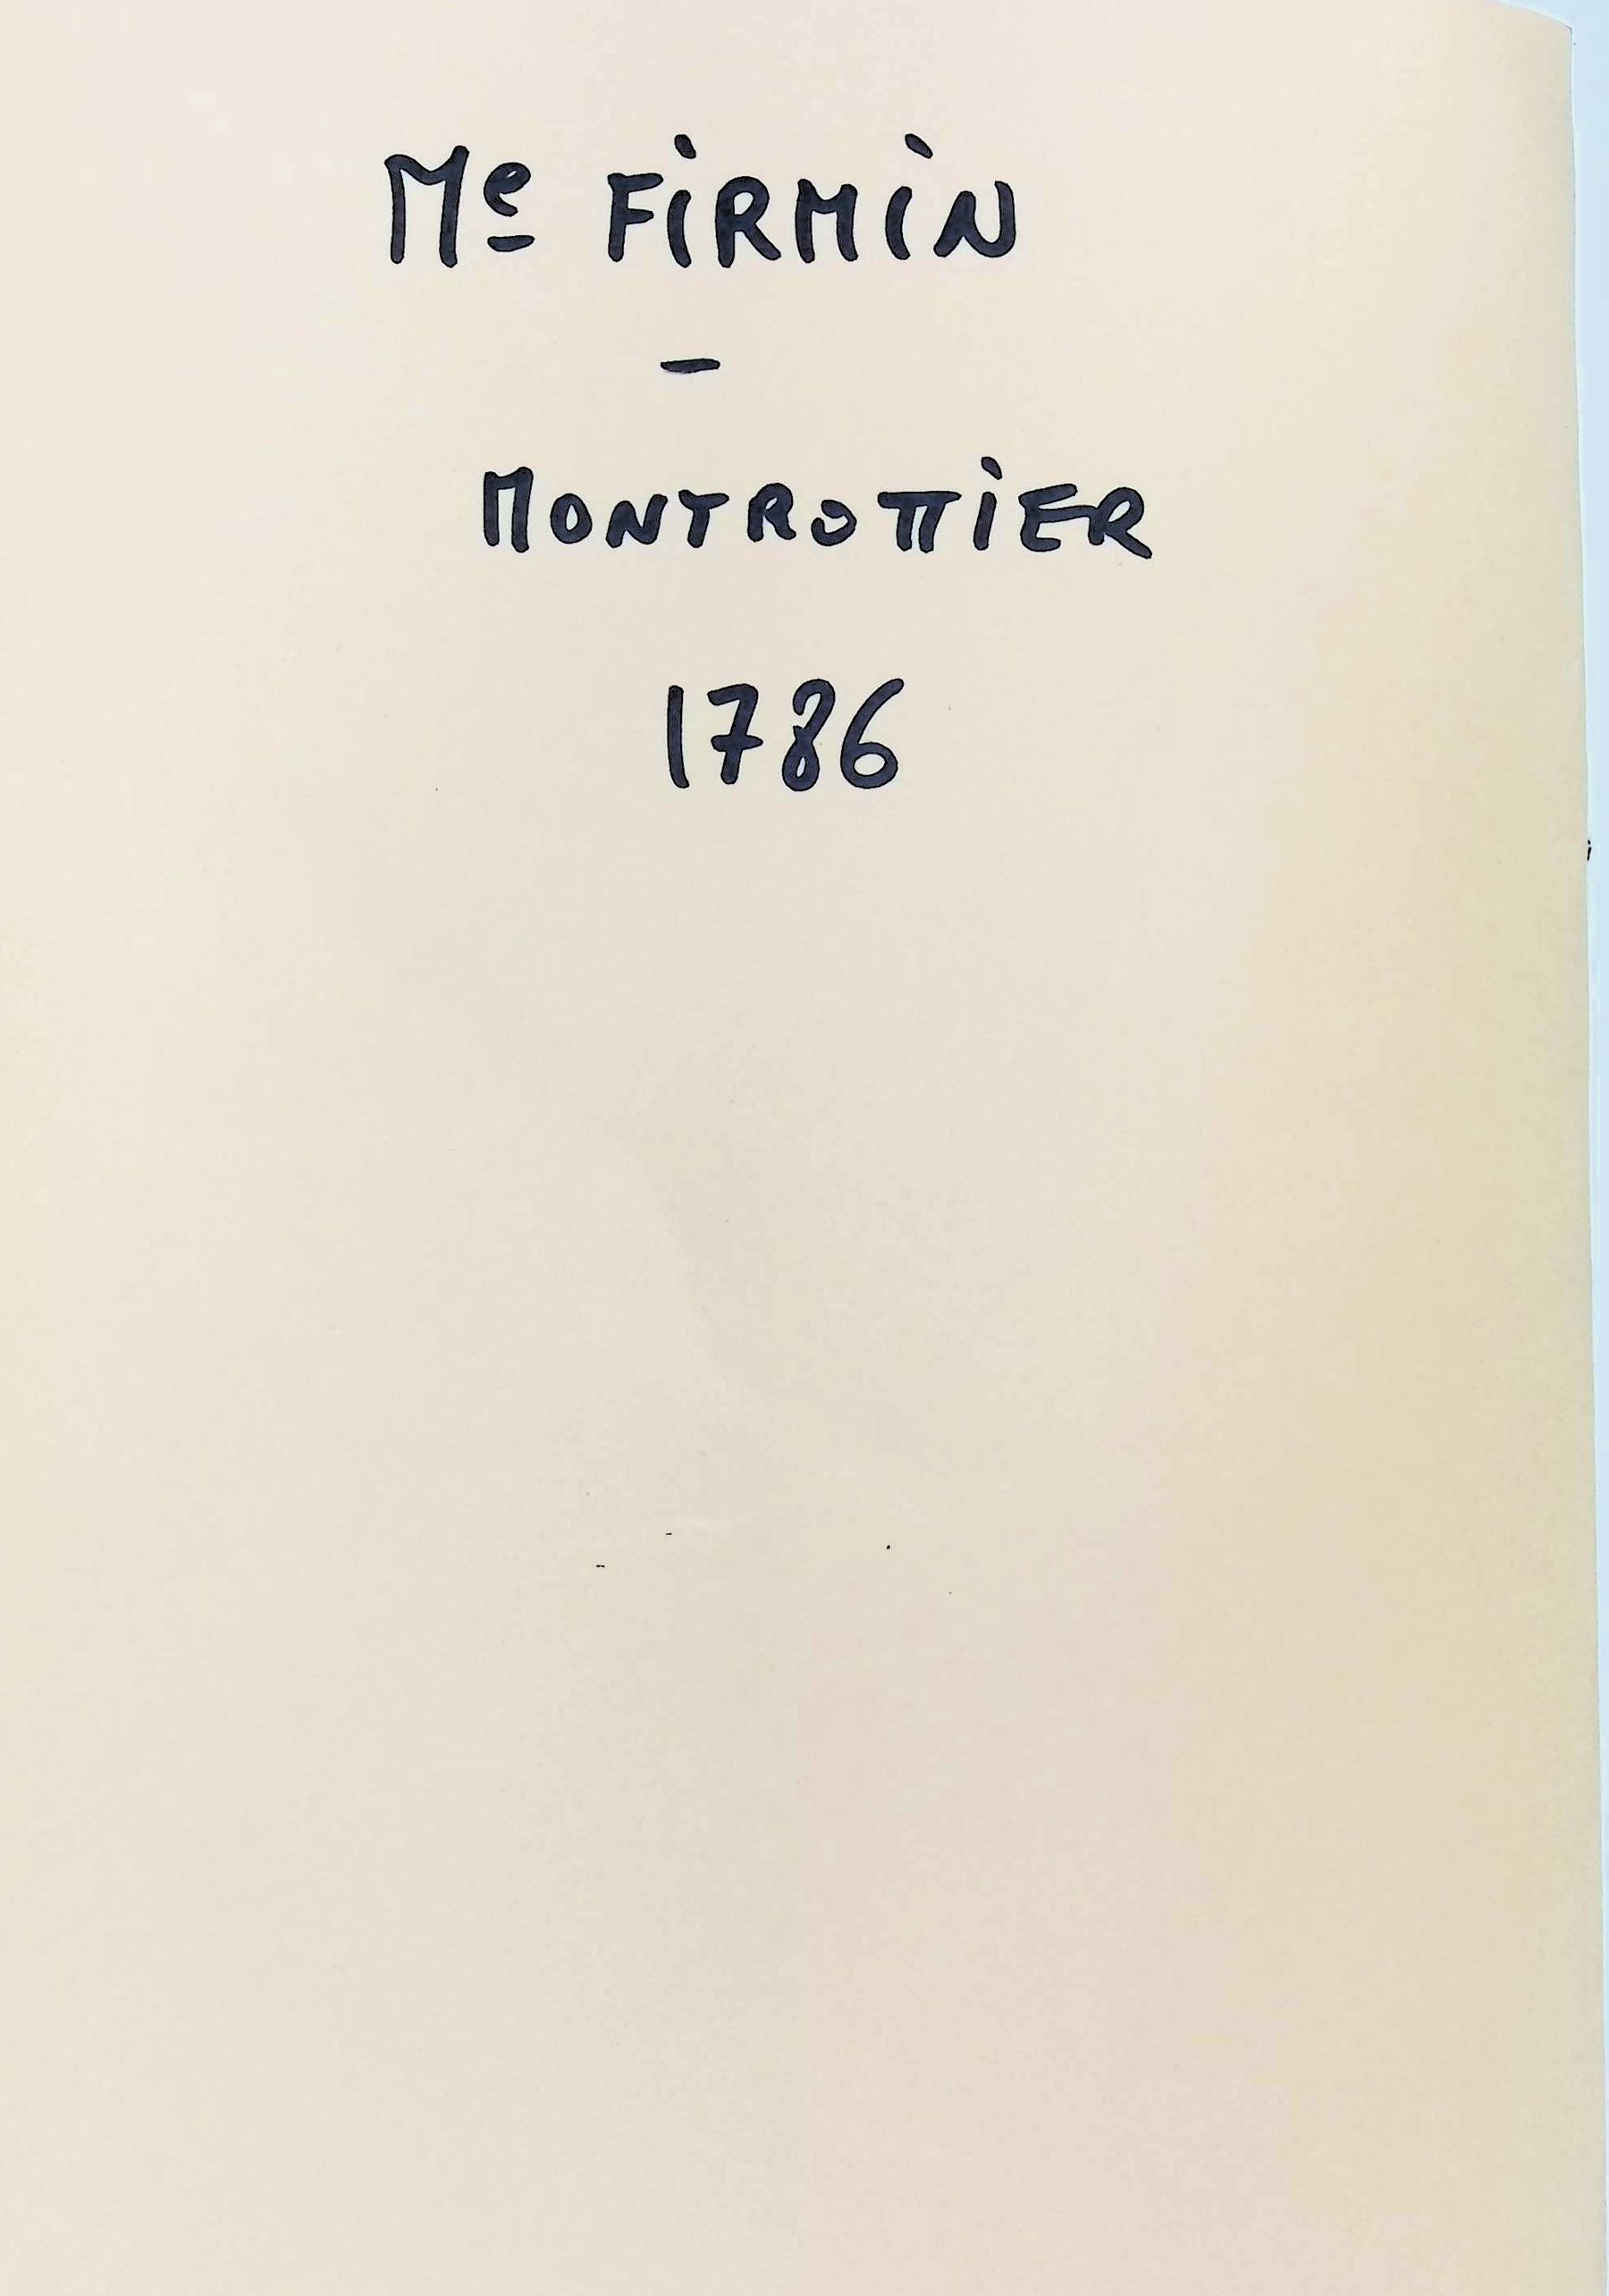 Me FIRMIN
-
MONTROTTIER
1786